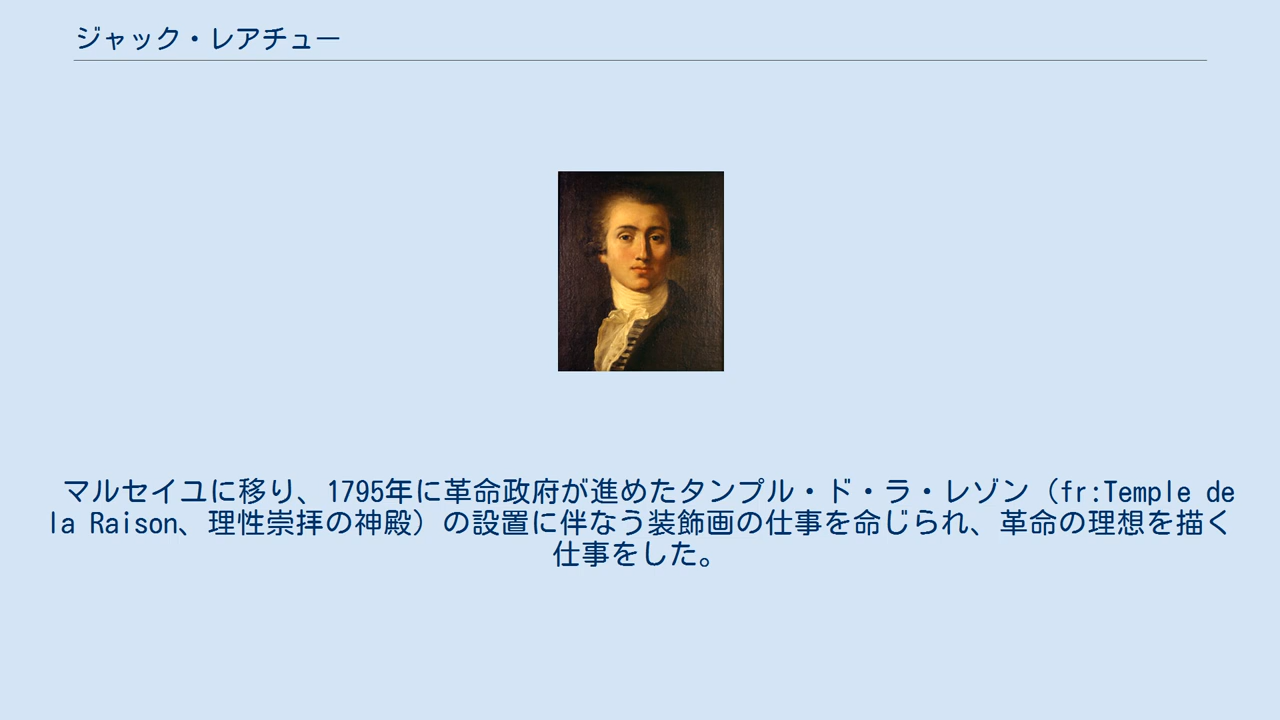 ジャック・レアチュー
マルセイユに移り、1795年に革命政府が進めたタンプル・ド・ラ・レゾン（fr:Temple de
la Raison、理性崇拝の神殿）の設置に伴なう装飾画の仕事を命じられ、革命の理想を描く
仕事をした。